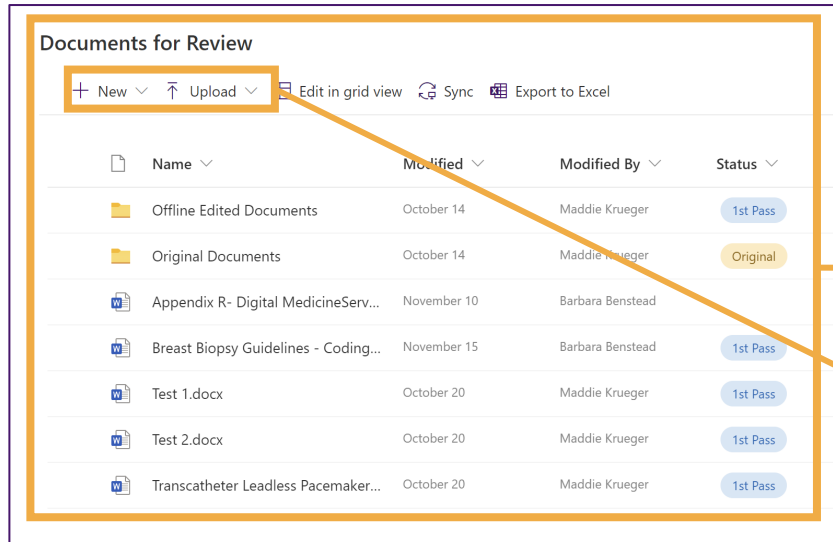 Documents for Review
New Upload Edit in grid view Sync Export to Excel
Name Modified Modified By Status
Offline Edited Documents October 14 Maddie Krueger 1st Pass
Original Documents October 14 Maddie Krueger Original
Appendix R- Digital MedicineServ... November 10 Barbara Benstead
Breast Biopsy Guidelines - Coding... November 15 Barbara Benstead 1st Pass
Test 1.docx October 20 Maddie Krueger 1st Pass
Test 2.docx October 20 Maddie Krueger 1st Pass
Transcatheter Leadless Pacemaker... October 20 Maddie Krueger 1st Pass